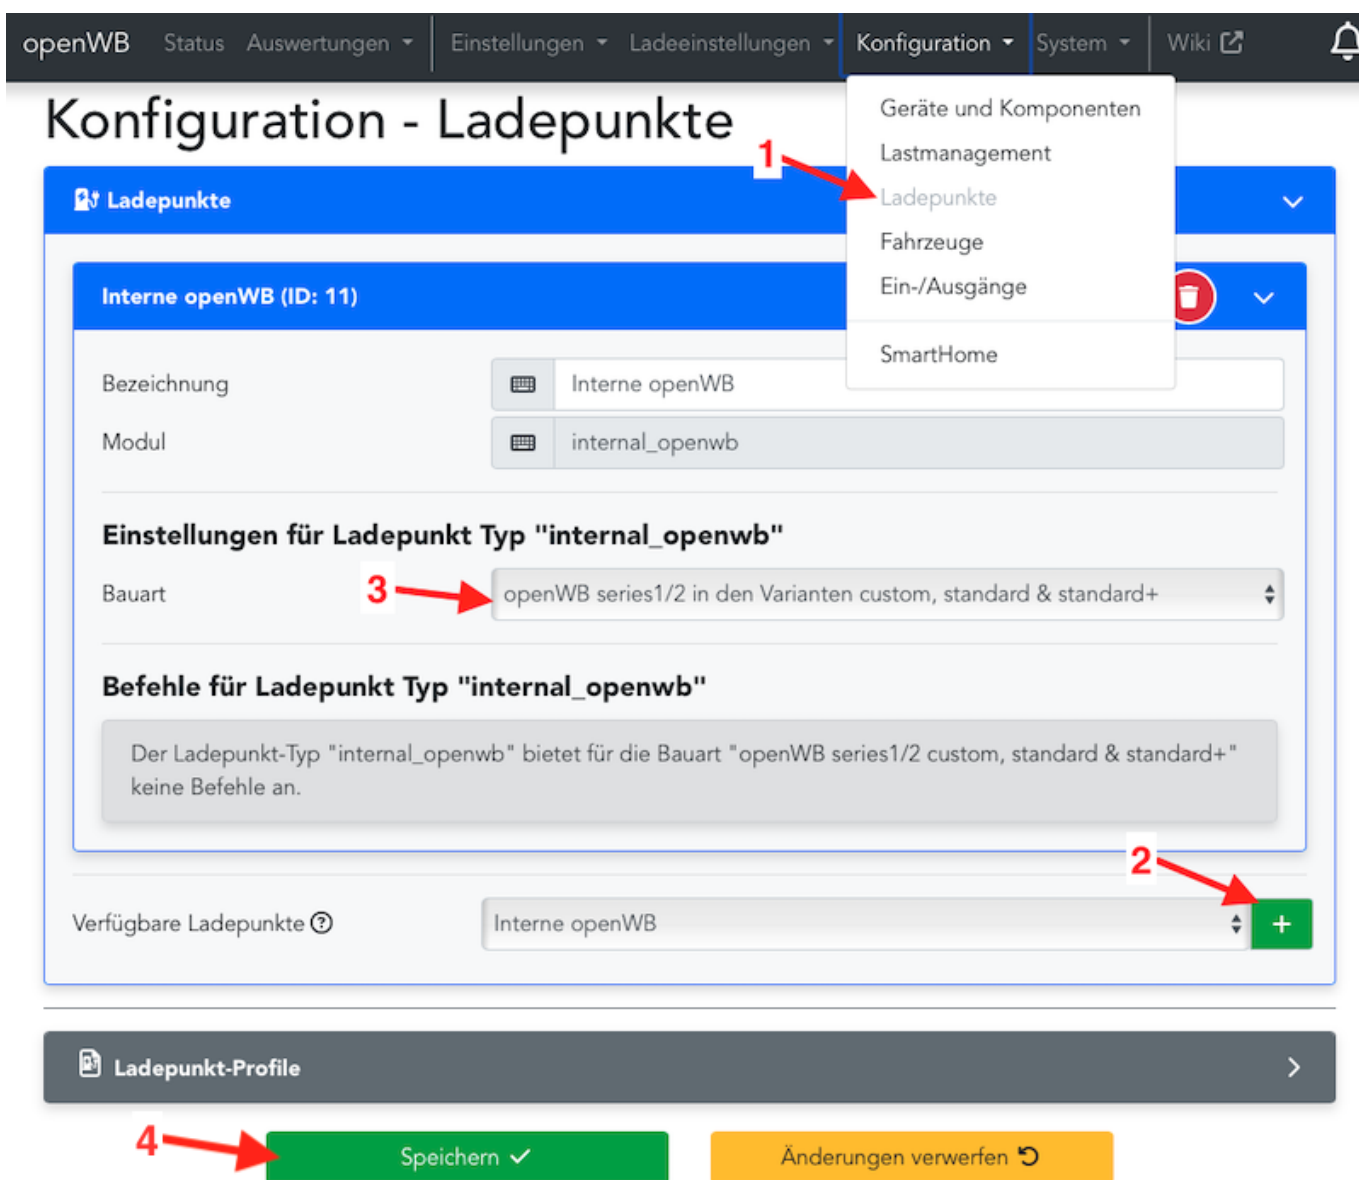 openWB Status Auswertungen Einstellungen Ladeeinstellungen Konfiguration System Wiki
Konfiguration - Ladepunkte
Geräte und Komponenten
Lastmanagement
1
Ladepunkte
Fahrzeuge
Ein-/Ausgänge
SmartHome
Ladepunkte
Interne openWB (ID: 11)
Bezeichnung Interne openWB
Modul internal_openwb
Einstellungen für Ladepunkt Typ "internal_openwb"
Bauart 3 openWB series1/2 in den Varianten custom, standard & standard+
Befehle für Ladepunkt Typ "internal_openwb"
Der Ladepunkt-Typ "internal_openwb" bietet für die Bauart "openWB series1/2 custom, standard & standard+"
keine Befehle an.
2
Verfügbare Ladepunkte Interne openWB +
Ladepunkt-Profile
4 Speichern Änderungen verwerfen